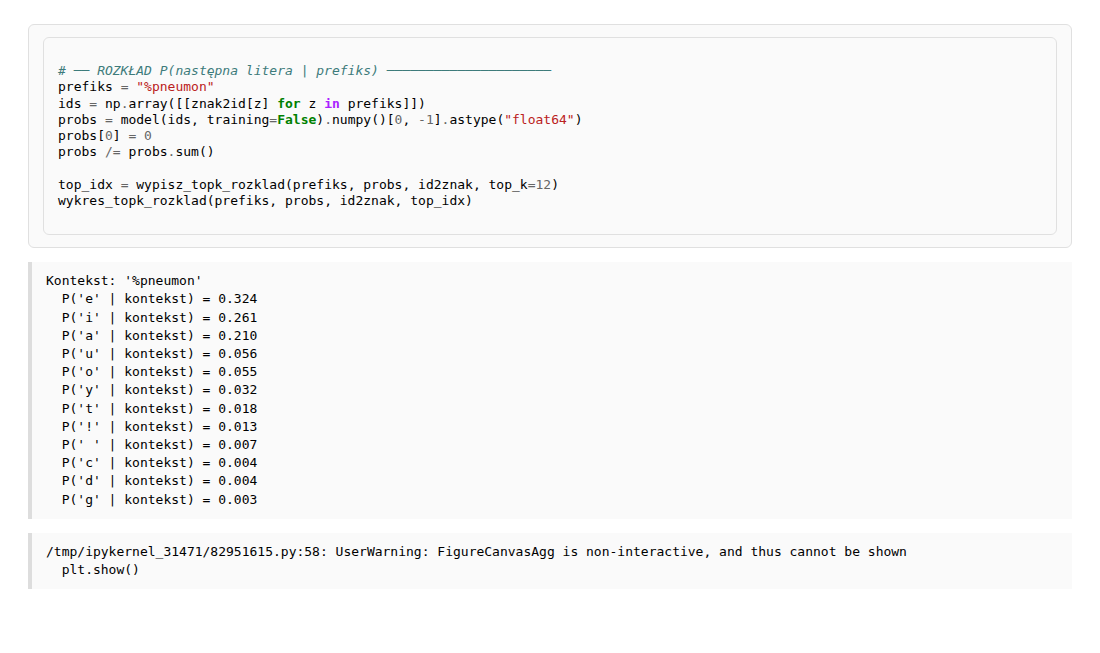 # ── ROZKŁAD P(następna litera | prefiks) ─────────────────────
prefiks = "%pneumon"
ids = np.array([[znak2id[z] for z in prefiks]])
probs = model(ids, training=False).numpy()[0, -1].astype("float64")
probs[0] = 0
probs /= probs.sum()
top_idx = wypisz_topk_rozklad(prefiks, probs, id2znak, top_k=12)
wykres_topk_rozklad(prefiks, probs, id2znak, top_idx)
Kontekst: '%pneumon'
  P('e' | kontekst) = 0.324
  P('i' | kontekst) = 0.261
  P('a' | kontekst) = 0.210
  P('u' | kontekst) = 0.056
  P('o' | kontekst) = 0.055
  P('y' | kontekst) = 0.032
  P('t' | kontekst) = 0.018
  P('!' | kontekst) = 0.013
  P(' ' | kontekst) = 0.007
  P('c' | kontekst) = 0.004
  P('d' | kontekst) = 0.004
  P('g' | kontekst) = 0.003
/tmp/ipykernel_31471/82951615.py:58: UserWarning: FigureCanvasAgg is non-interactive, and thus cannot be shown
  plt.show()